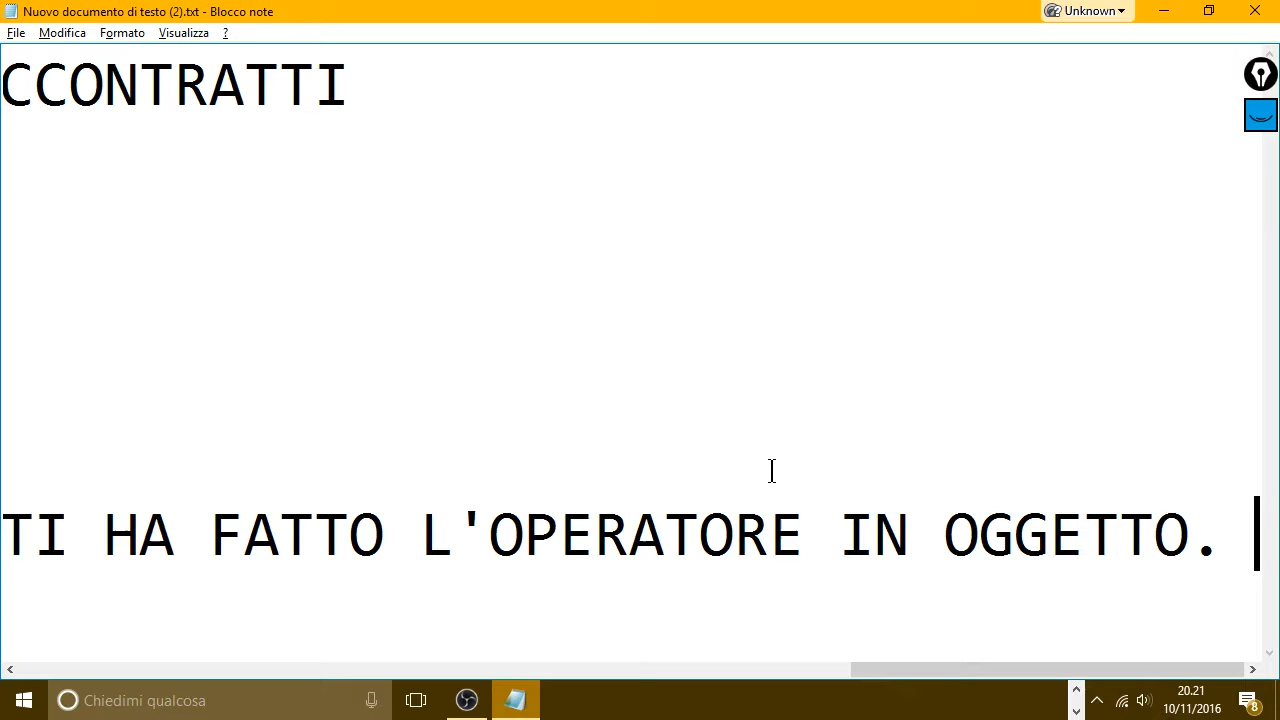 Nuovo documento di testo (2).txt - Blocco note
Unknown
File Modifica Formato Visualizza ?
CCONTRATTI
TI HA FATTO L'OPERATORE IN OGGETTO.
Chiedimi qualcosa
20.21
10/11/2016
8